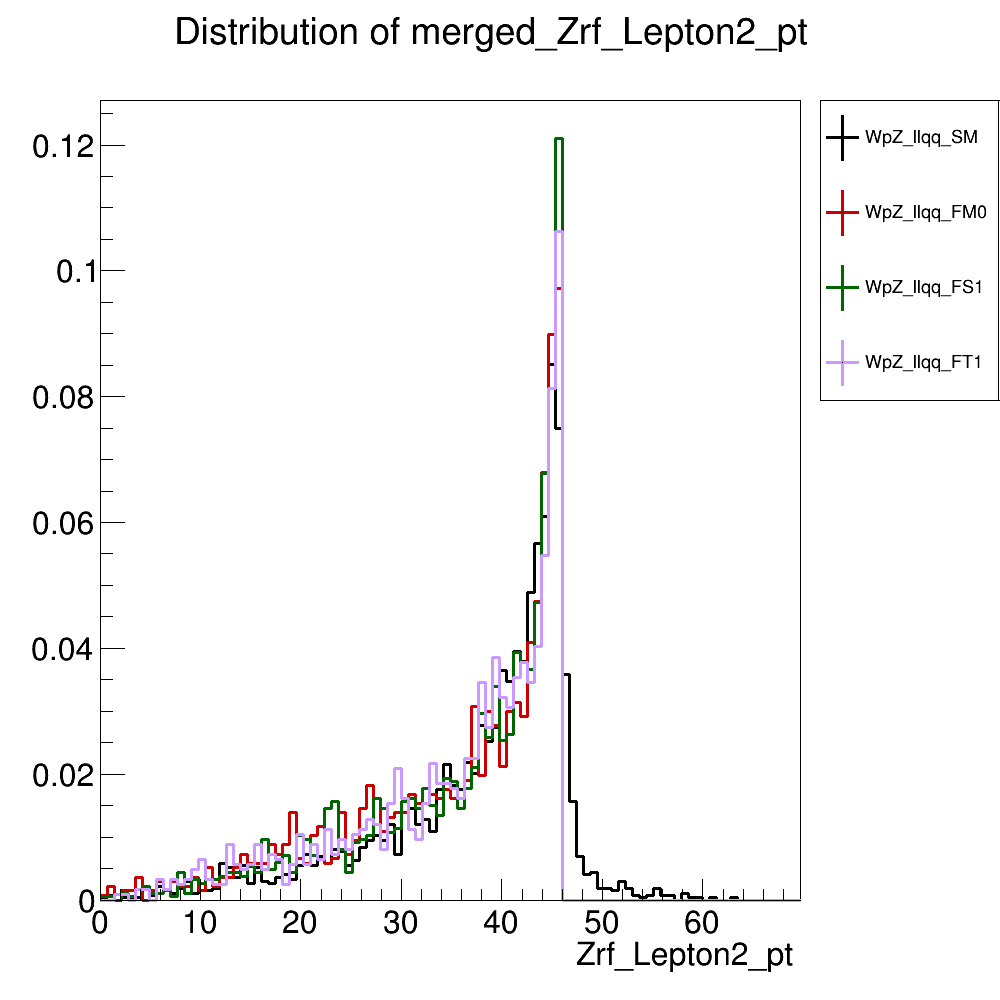 Distribution of merged_Zrf_Lepton2_pt
0.12
0.1
0.08
0.06
0.04
0.02
0
0 10 20 30 40 50 60
Zrf_Lepton2_pt
WpZ_llqq_SM
WpZ_llqq_FM0
WpZ_llqq_FS1
WpZ_llqq_FT1